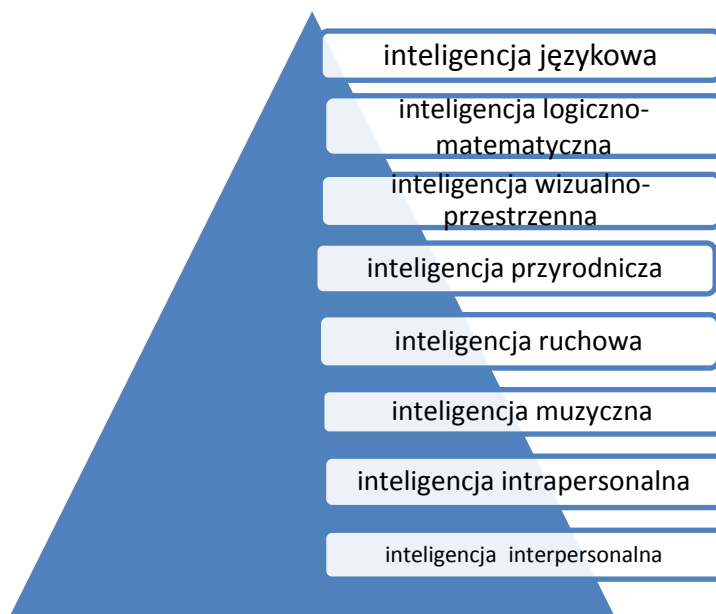 inteligencja językowa
inteligencja logiczno-
matematyczna
inteligencja wizualno-
przestrzenna
inteligencja przyrodnicza
inteligencja ruchowa
inteligencja muzyczna
inteligencja intrapersonalna
inteligencja interpersonalna